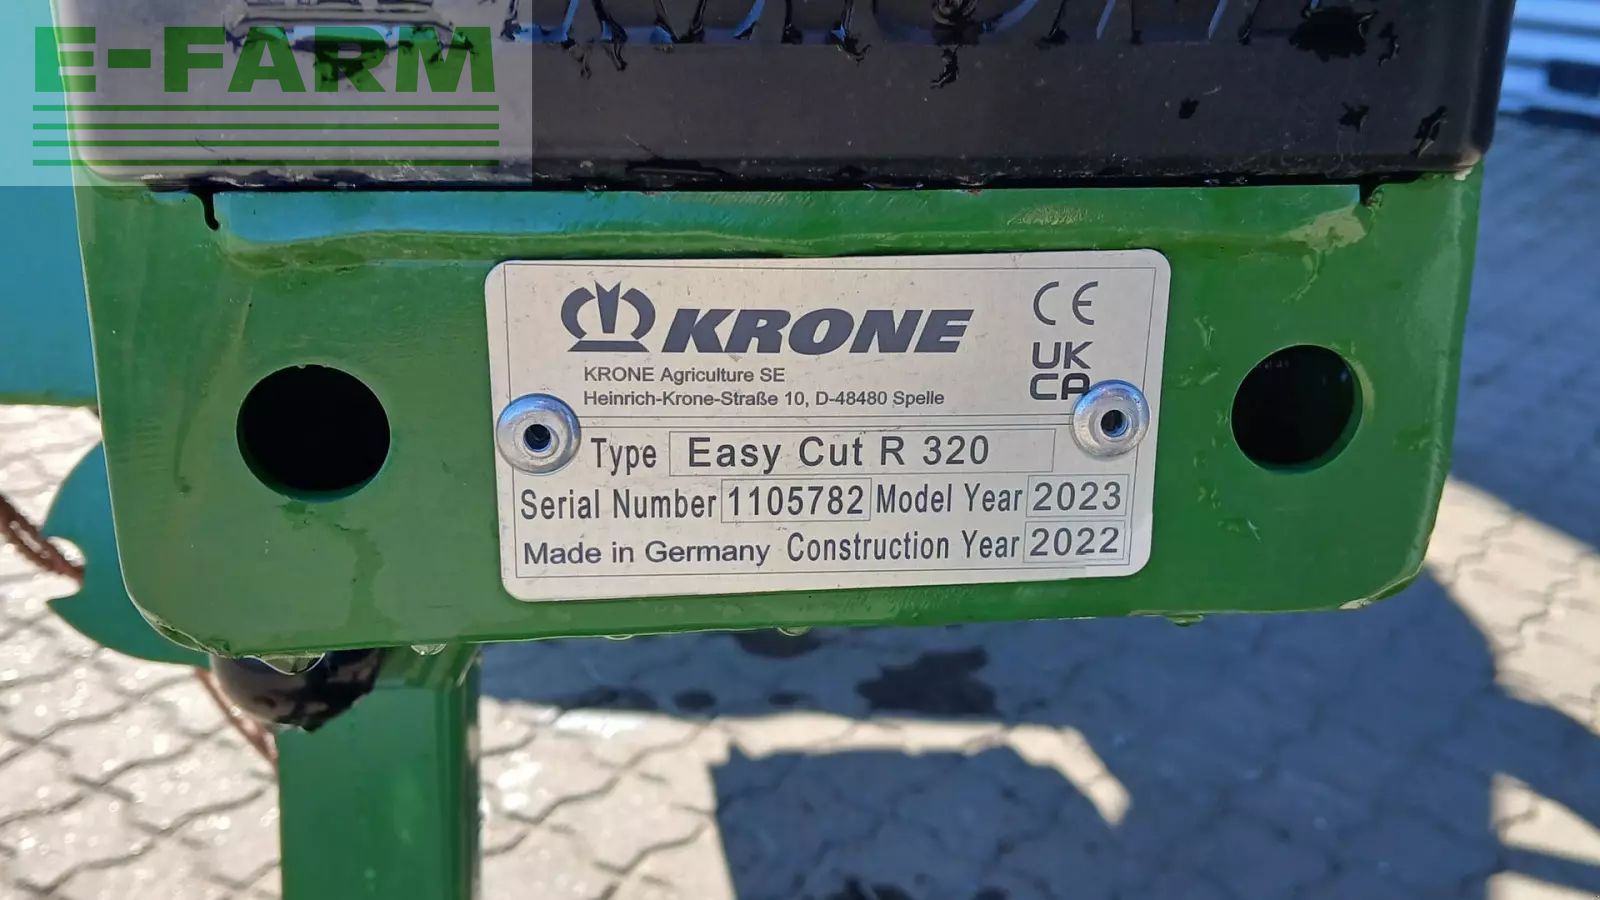 E-FARM
KRONE
CE
UK
CA
KRONE Agriculture SE
Heinrich-Krone-Straße 10, D-48480 Spelle
Type Easy Cut R 320
Serial Number 1105782 Model Year 2023
Made in Germany Construction Year 2022